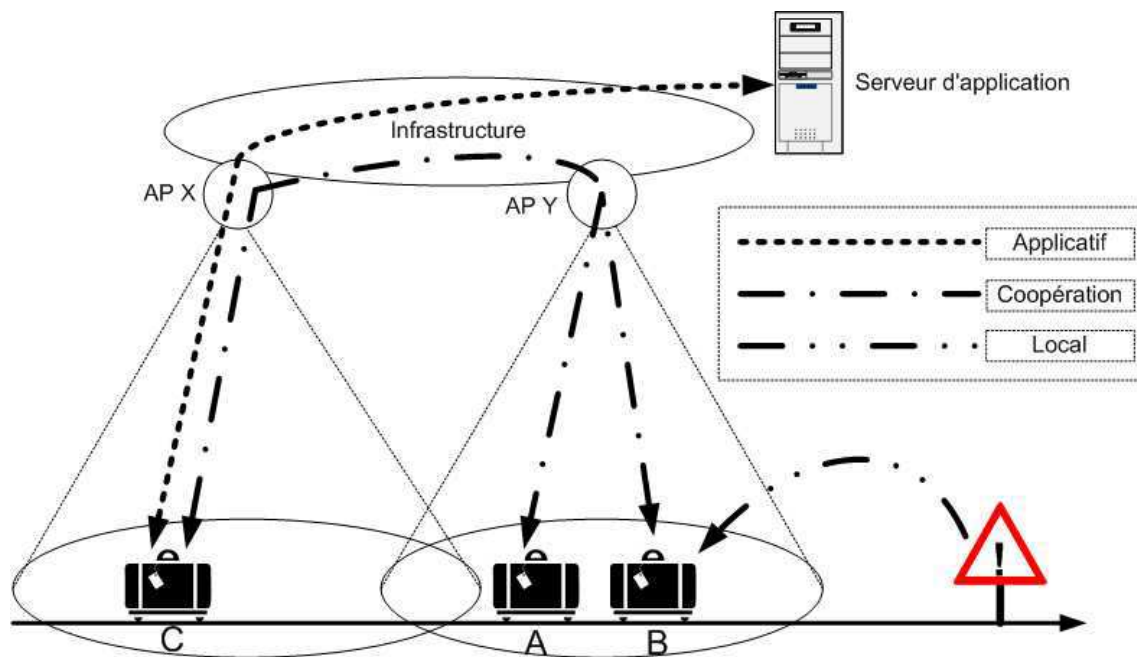 Serveur d'application
Infrastructure
AP X
AP Y
Applicatif
Coopération
Local
!
C
A
B